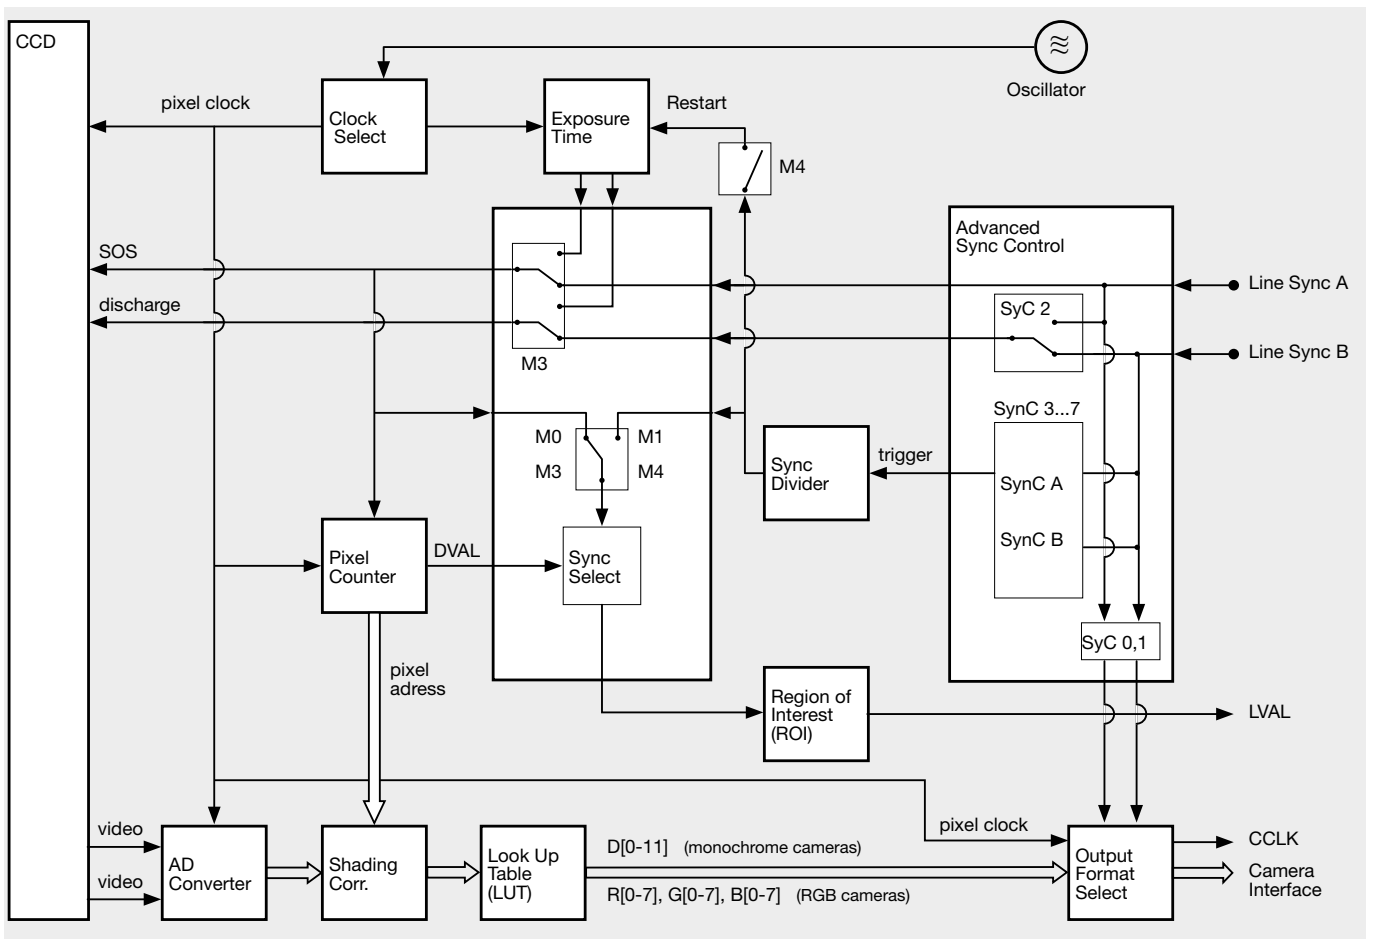 CCD
Oscillator
pixel clock
Clock
Select
Exposure
Time
Restart
M4
Advanced
Sync Control
SOS
discharge
Line Sync A
SyC 2
Line Sync B
M3
SynC 3...7
M0
M1
M3
M4
trigger
Sync
Divider
SynC A
SynC B
Pixel
Counter
DVAL
Sync
Select
SyC 0,1
pixel
adress
Region of
Interest
(ROI)
LVAL
video
video
AD
Converter
Shading
Corr.
Look Up
Table
(LUT)
D[0-11] (monochrome cameras)
R[0-7], G[0-7], B[0-7] (RGB cameras)
pixel clock
Output
Format
Select
CCLK
Camera
Interface